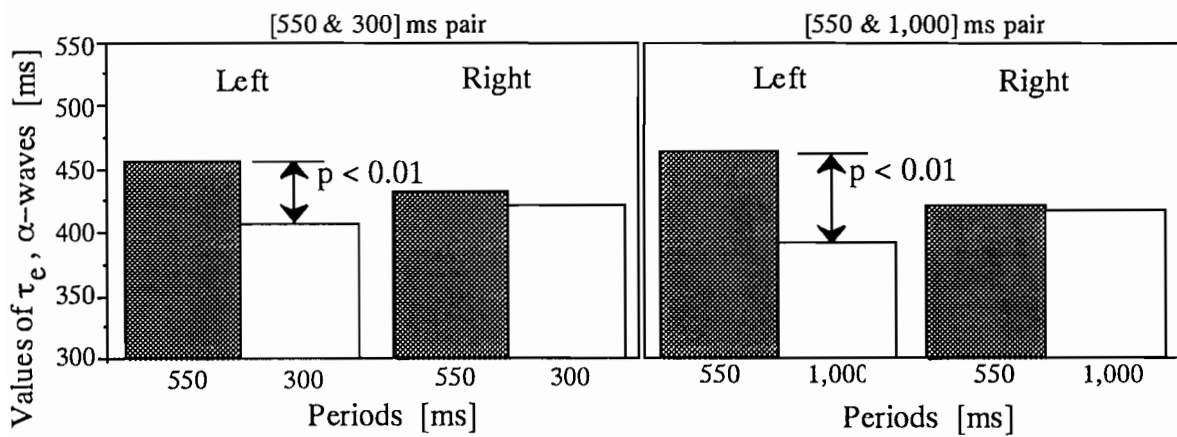 [550 & 300] ms pair
[550 & 1,000] ms pair
Values of τe, α–waves [ms]
550
500
450
400
350
300
Left
Right
p < 0.01
550
300
550
300
Periods [ms]
Left
Right
p < 0.01
550
1,000
550
1,000
Periods [ms]